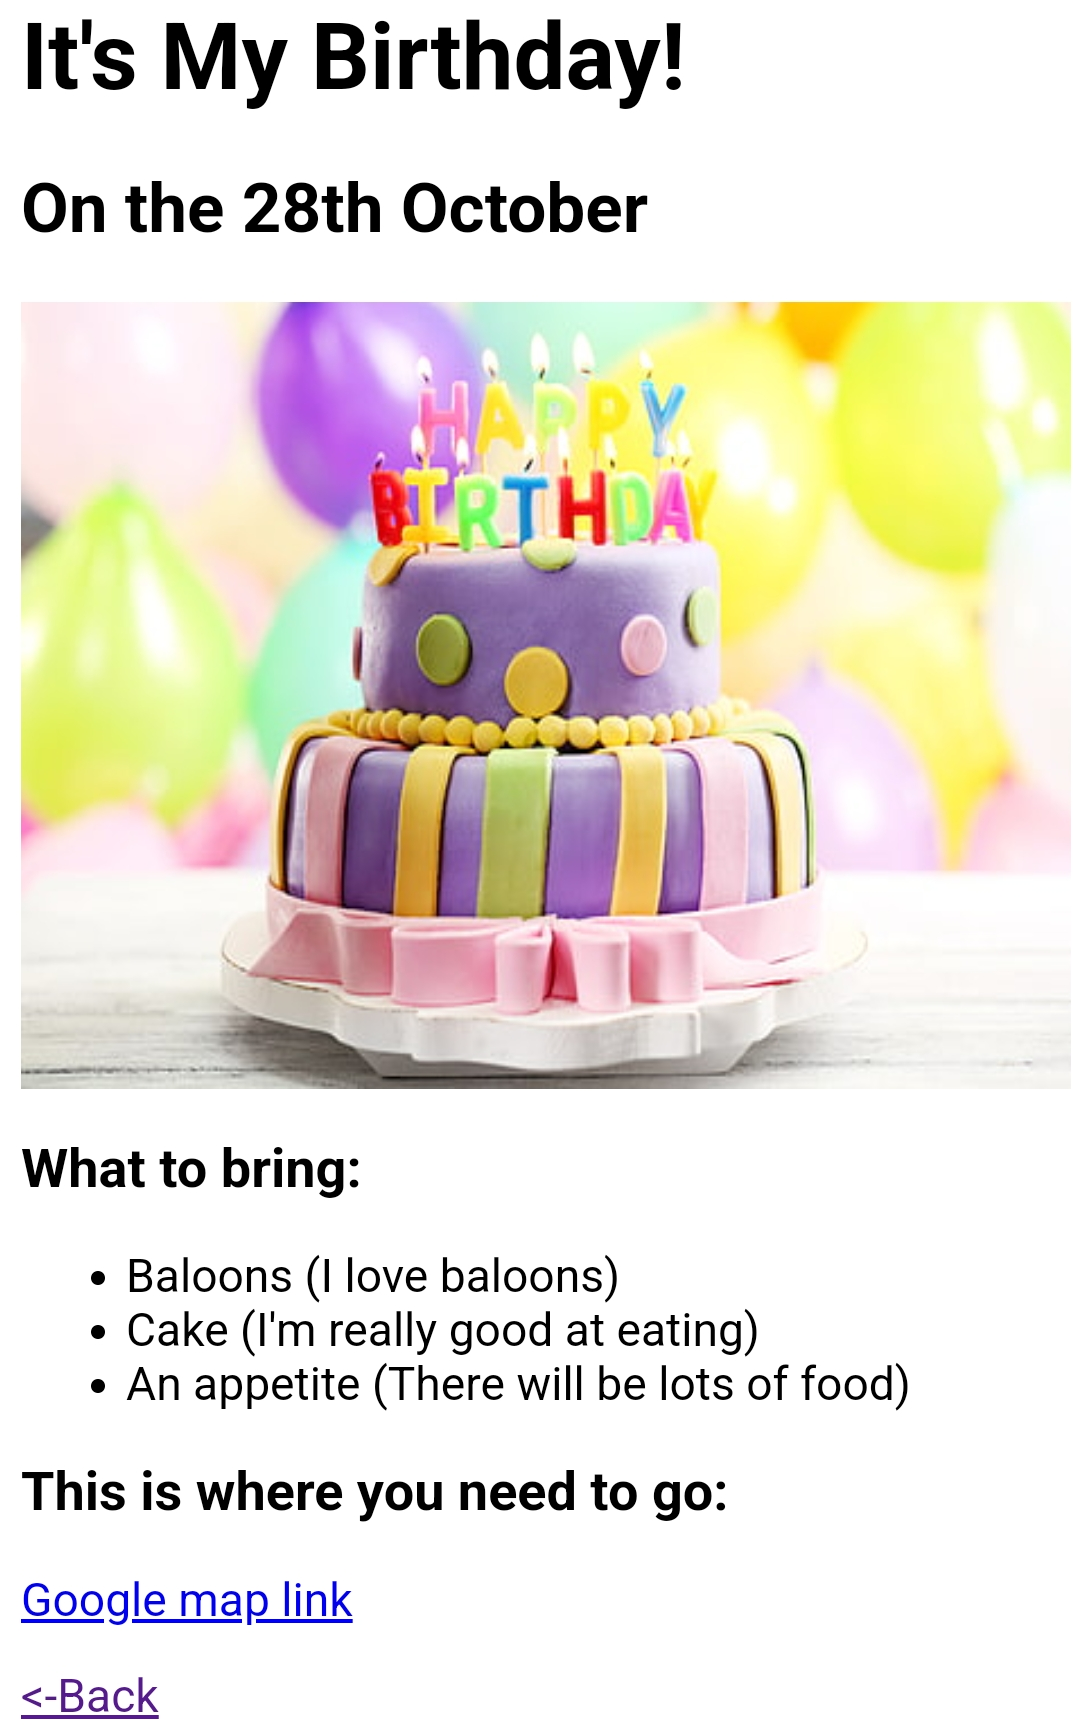 It's My Birthday!
On the 28th October
HAPPY
BIRTHDAY
What to bring:
Baloons (I love baloons)
Cake (I'm really good at eating)
An appetite (There will be lots of food)
This is where you need to go:
Google map link
<-Back